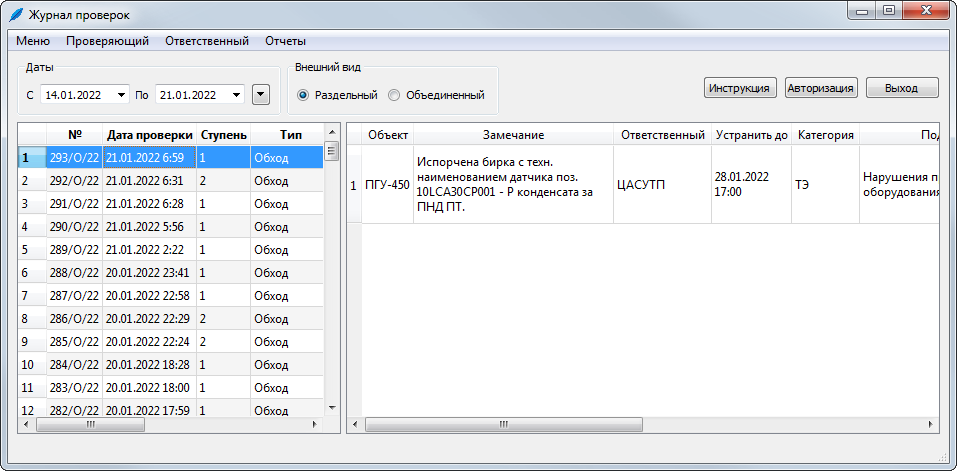 Журнал проверок
Меню Проверяющий Ответственный Отчеты
Даты
С 14.01.2022 По 21.01.2022
Внешний вид
Раздельный Объединенный
Инструкция Авторизация Выход
№ Дата проверки Ступень Тип
1 293/О/22 21.01.2022 6:59 1 Обход
2 292/О/22 21.01.2022 6:31 2 Обход
3 291/О/22 21.01.2022 6:28 1 Обход
4 290/О/22 21.01.2022 5:56 1 Обход
5 289/О/22 21.01.2022 2:22 1 Обход
6 288/О/22 20.01.2022 23:41 1 Обход
7 287/О/22 20.01.2022 22:58 1 Обход
8 286/О/22 20.01.2022 22:29 2 Обход
9 285/О/22 20.01.2022 22:24 2 Обход
10 284/О/22 20.01.2022 18:28 1 Обход
11 283/О/22 20.01.2022 18:00 1 Обход
12 282/О/22 20.01.2022 17:59 1 Обход
Объект Замечание Ответственный Устранить до Категория Под
1 ПГУ-450
Испорчена бирка с техн.
наименованием датчика поз.
10LCA30CP001 - Р конденсата за
ПНД ПТ.
ЦАСУТП
28.01.2022
17:00
ТЭ
Нарушения п
оборудования